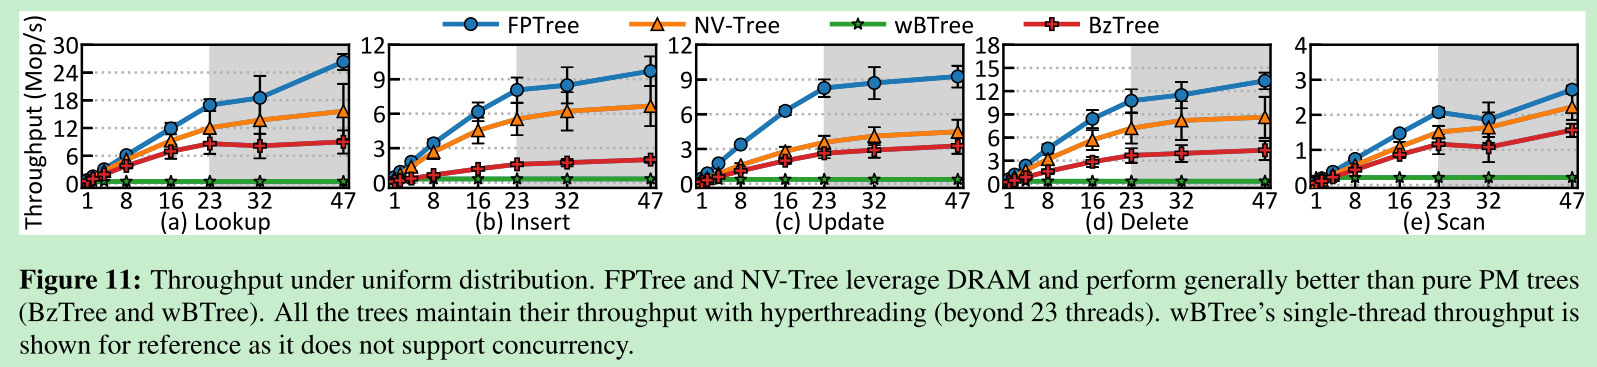 FPTree NV-Tree wBTree BzTree
Throughput (Mop/s)
30
24
18
12
6
0
1 8 16 23 32 47
(a) Lookup
12
9
6
3
0
1 8 16 23 32 47
(b) Insert
12
9
6
3
0
1 8 16 23 32 47
(c) Update
18
15
12
9
6
3
0
1 8 16 23 32 47
(d) Delete
4
3
2
1
0
1 8 16 23 32 47
(e) Scan
Figure 11: Throughput under uniform distribution. FPTree and NV-Tree leverage DRAM and perform generally better than pure PM trees
(BzTree and wBTree). All the trees maintain their throughput with hyperthreading (beyond 23 threads). wBTree's single-thread throughput is
shown for reference as it does not support concurrency.